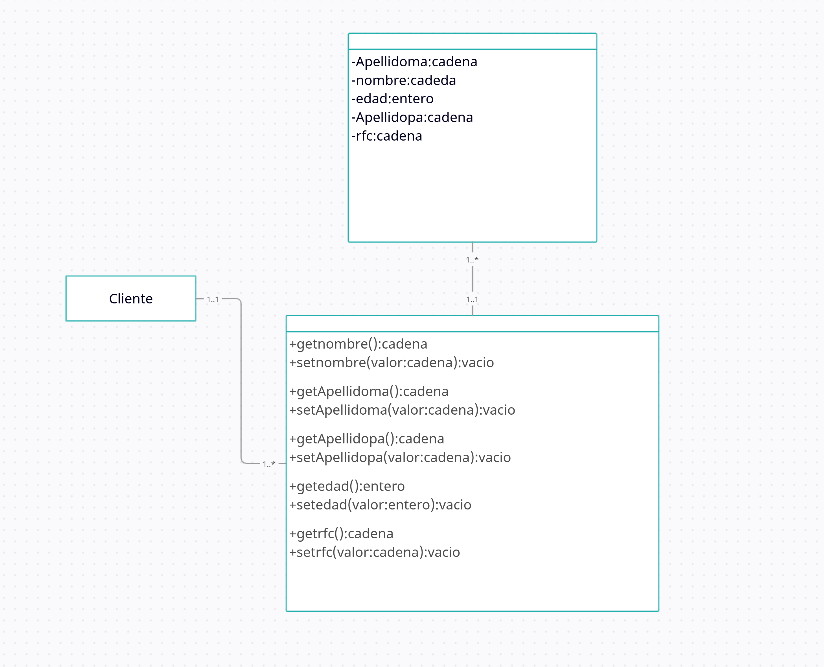 -Apellidoma:cadena
-nombre:cadeda
-edad:entero
-Apellidopa:cadena
-rfc:cadena
1..*
Cliente
1..1
1..1
+getnombre():cadena
+setnombre(valor:cadena):vacio
+getApellidoma():cadena
+setApellidoma(valor:cadena):vacio
+getApellidopa():cadena
+setApellidopa(valor:cadena):vacio
1..*
+getedad():entero
+setedad(valor:entero):vacio
+getrfc():cadena
+setrfc(valor:cadena):vacio